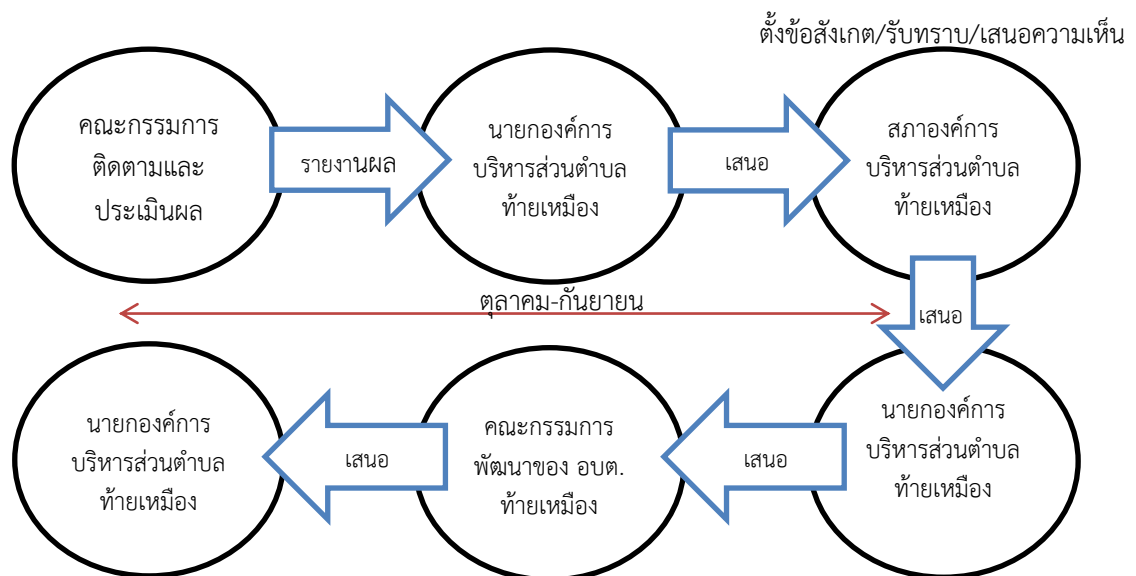 ตั้งข้อสังเกต/รับทราบ/เสนอความเห็น
คณะกรรมการ
ติดตามและ
ประเมินผล
รายงานผล
นายกองค์การ
บริหารส่วนตำบล
ท้ายเหมือง
เสนอ
สภาองค์การ
บริหารส่วนตำบล
ท้ายเหมือง
เสนอ
ตุลาคม-กันยายน
นายกองค์การ
บริหารส่วนตำบล
ท้ายเหมือง
เสนอ
คณะกรรมการ
พัฒนาของ อบต.
ท้ายเหมือง
เสนอ
นายกองค์การ
บริหารส่วนตำบล
ท้ายเหมือง